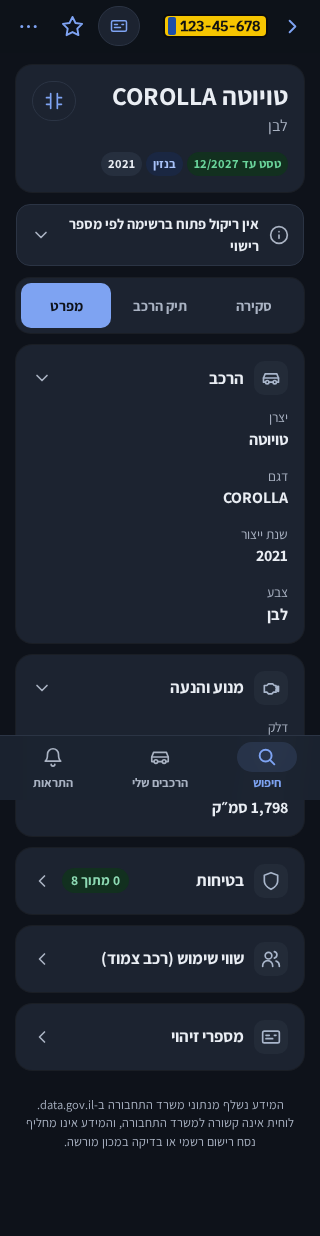 123-45-678
טויוטה COROLLA
לבן
טסט עד 12/2027 בנזין 2021
אין ריקול פתוח ברשימה לפי מספר
רישוי
סקירה תיק הרכב מפרט
הרכב
יצרן
טויוטה
דגם
COROLLA
שנת ייצור
2021
צבע
לבן
מנוע והנעה
דלק
חיפוש הרכבים שלי התראות
1,798 סמ״ק
בטיחות 0 מתוך 8
שווי שימוש (רכב צמוד)
מספרי זיהוי
המידע נשלף מנתוני משרד התחבורה ב-data.gov.il.
לוחית אינה קשורה למשרד התחבורה, והמידע אינו מחליף
נסח רישום רשמי או בדיקה במכון מורשה.